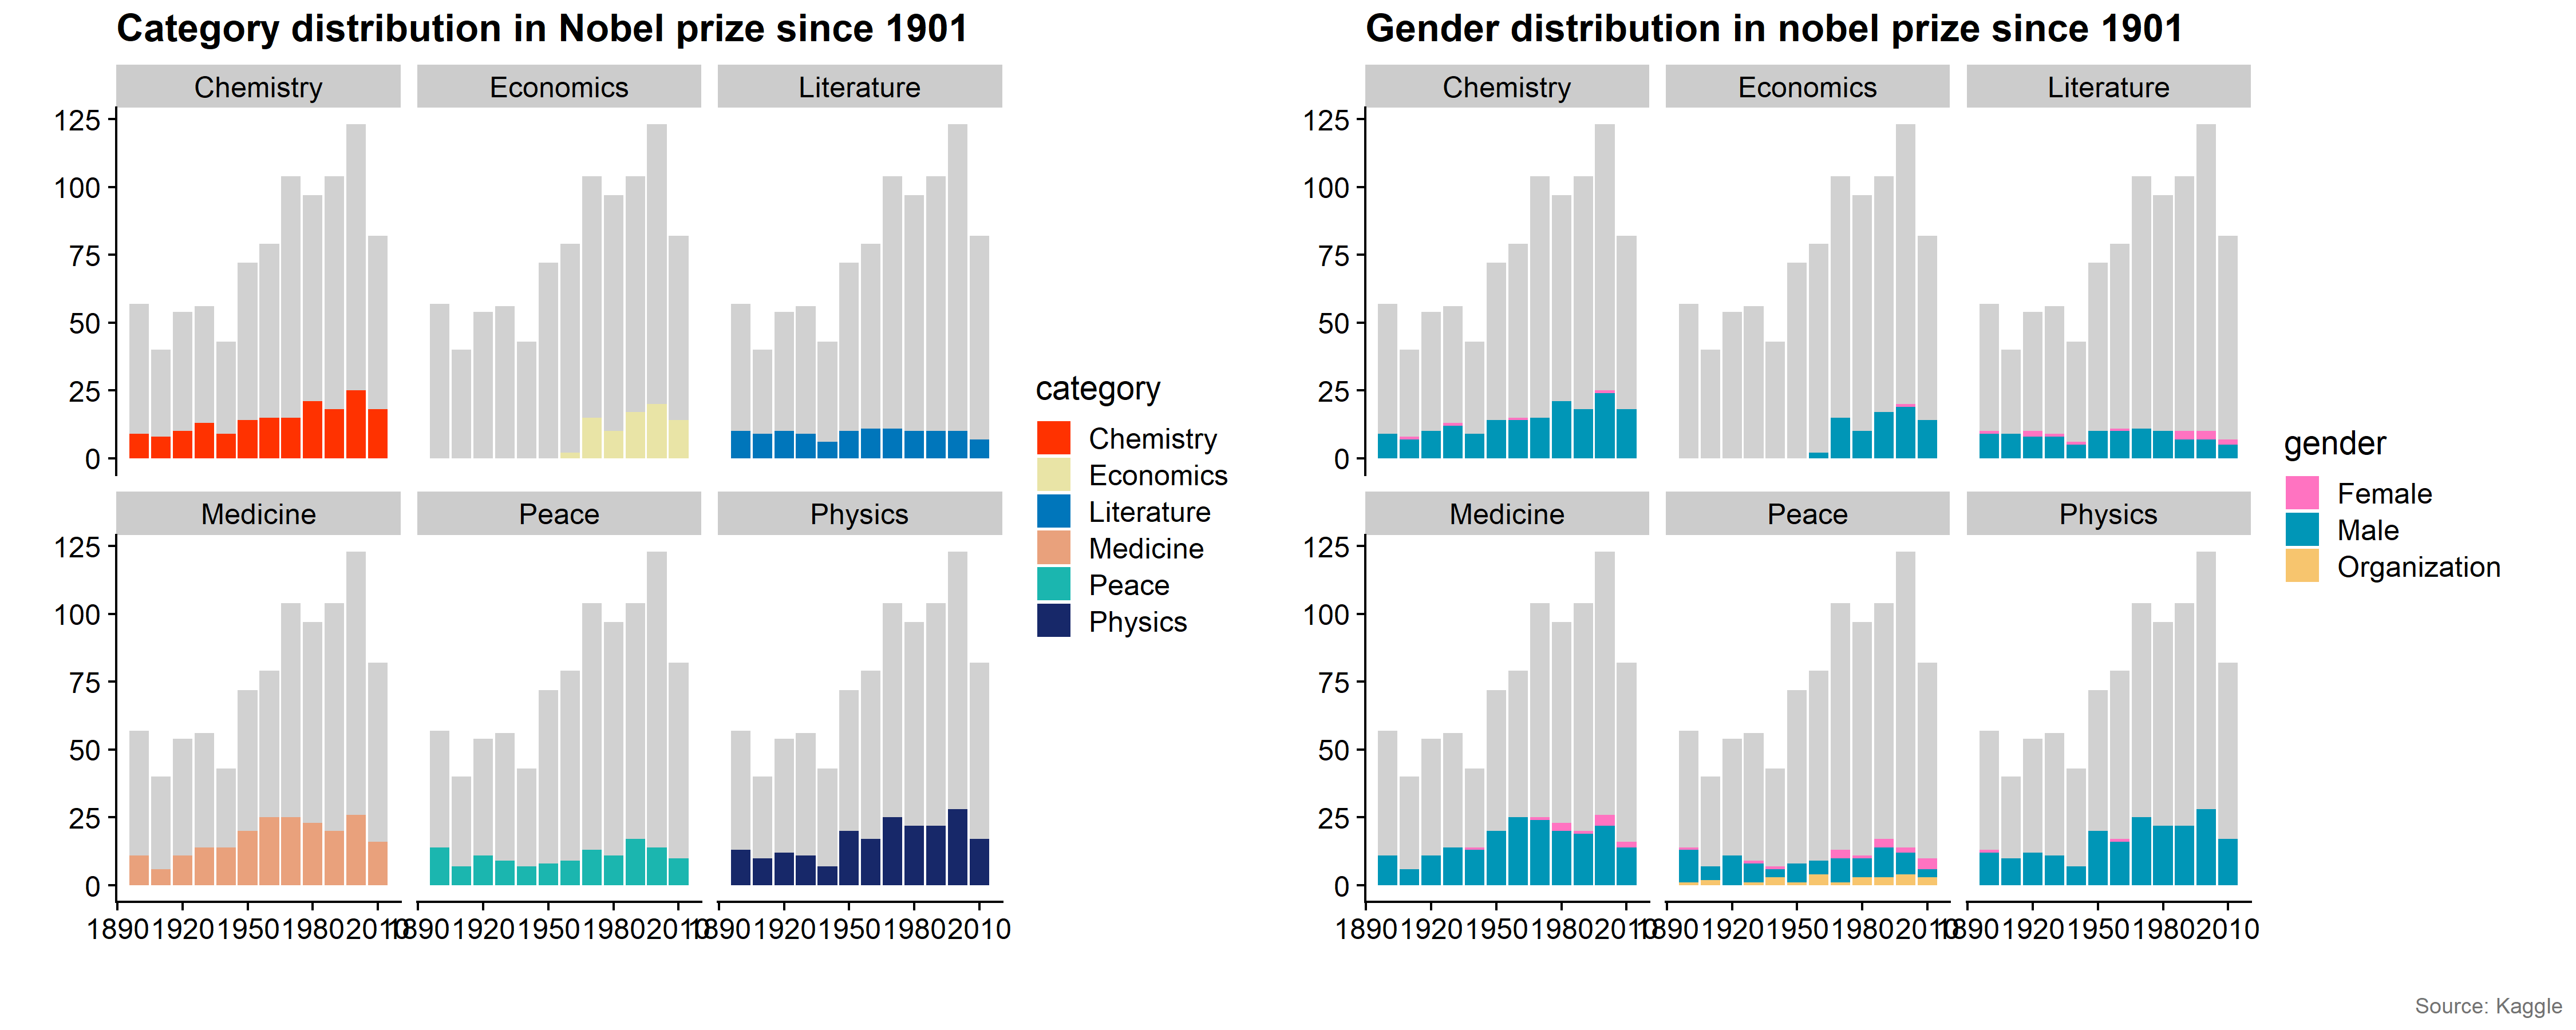 Category distribution in Nobel prize since 1901
Chemistry Economics Literature
125
100
75
50
25
0
Medicine Peace Physics
125
100
75
50
25
0
1890 1920 1950 1980 2010 1890 1920 1950 1980 2010 1890 1920 1950 1980 2010
category
Chemistry
Economics
Literature
Medicine
Peace
Physics
Gender distribution in nobel prize since 1901
Chemistry Economics Literature
125
100
75
50
25
0
Medicine Peace Physics
125
100
75
50
25
0
1890 1920 1950 1980 2010 1890 1920 1950 1980 2010 1890 1920 1950 1980 2010
gender
Female
Male
Organization
Source: Kaggle